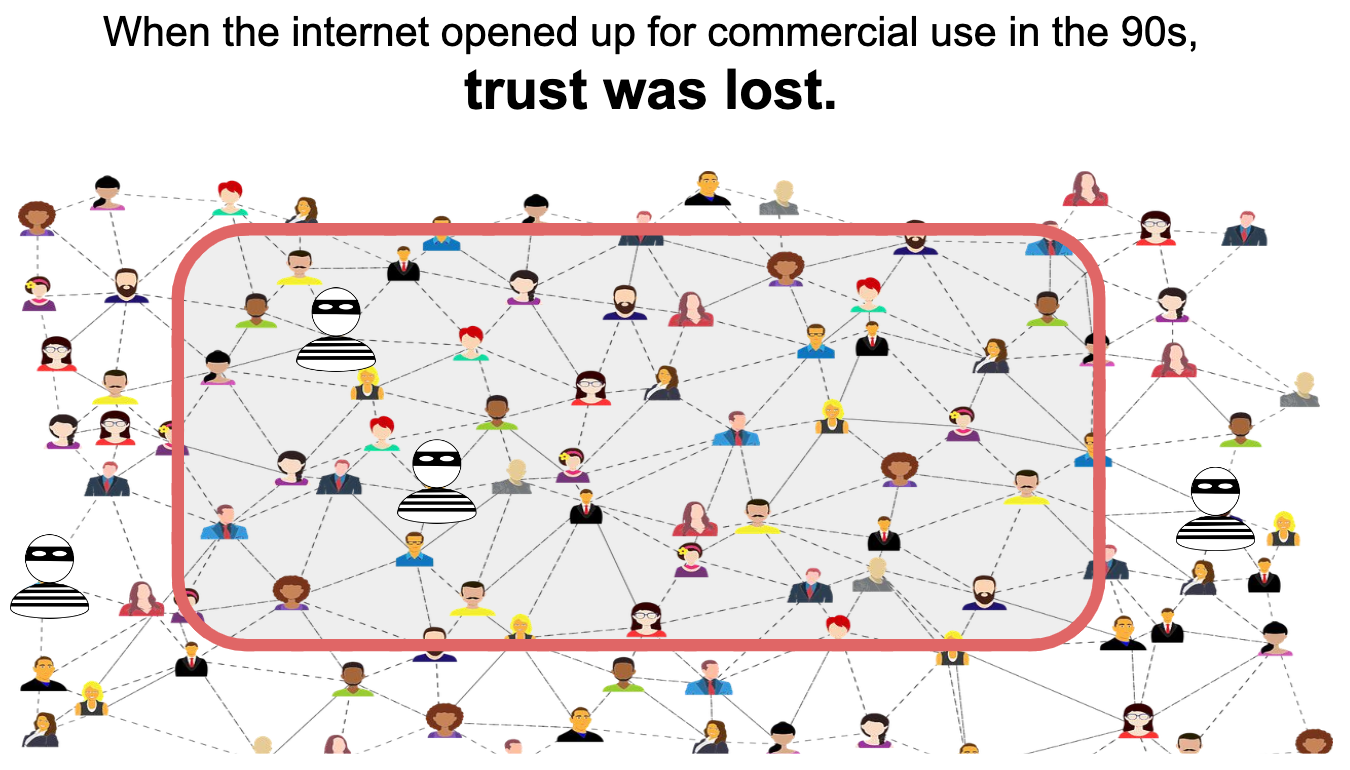 When the internet opened up for commercial use in the 90s,
trust was lost.